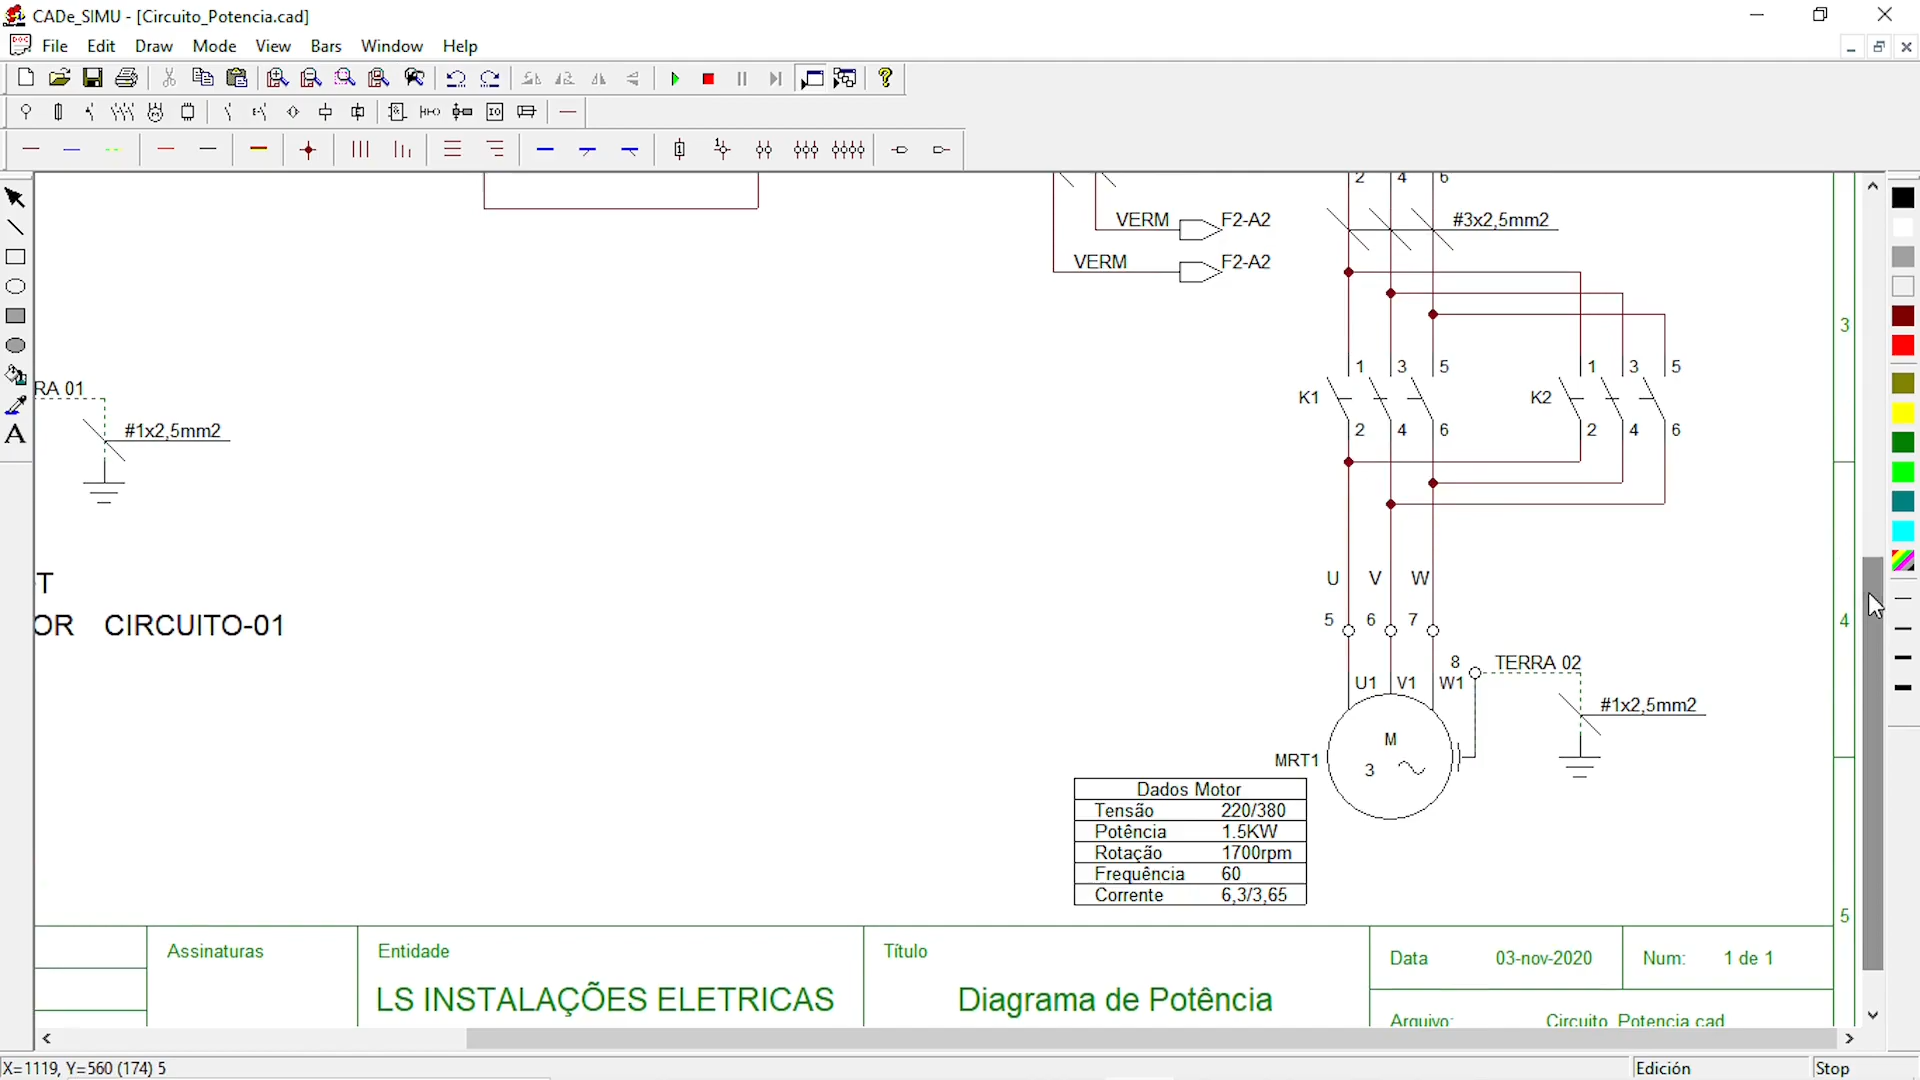 CADe_SIMU - [Circuito_Potencia.cad]
File Edit Draw Mode View Bars Window Help
2 4 6
VERM F2-A2
#3x2,5mm2
VERM F2-A2
3
1 3 5
1 3 5
RA 01
K1
K2
#1x2,5mm2
2 4 6
2 4 6
T
U V W
OR CIRCUITO-01
5 6 7
4
8 TERRA 02
U1 V1 W1
#1x2,5mm2
M
MRT1
3
Dados Motor
Tensão 220/380
Potência 1.5KW
Rotação 1700rpm
Frequência 60
Corrente 6,3/3,65
5
Assinaturas
Entidade
Título
Data 03-nov-2020
Num: 1 de 1
LS INSTALAÇÕES ELETRICAS
Diagrama de Potência
Arquivo: Circuito_Potencia.cad
X=1119, Y=560 (174) 5
Edición
Stop